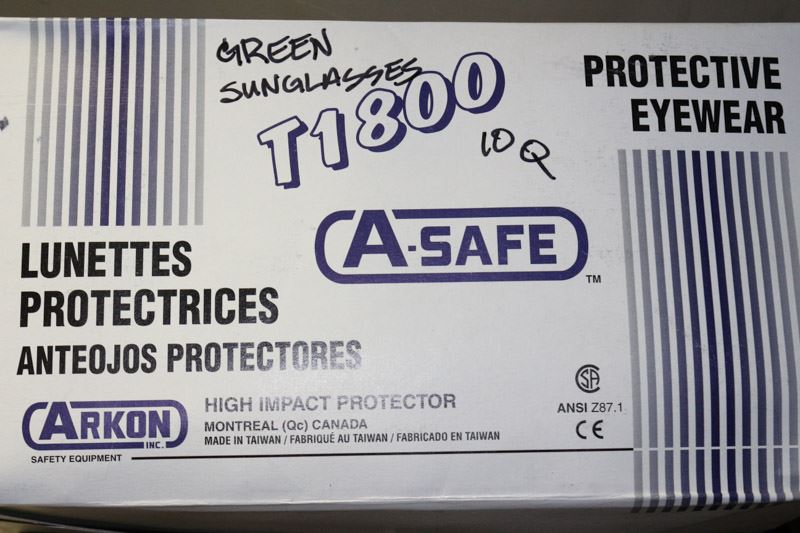 GREEN
SUNGLASSES
T1800
10 Q
PROTECTIVE
EYEWEAR
A-SAFE
TM
LUNETTES
PROTECTRICES
ANTEOJOS PROTECTORES
ARKON
INC.
SAFETY EQUIPMENT
HIGH IMPACT PROTECTOR
MONTREAL (Qc) CANADA
MADE IN TAIWAN / FABRIQUÉ AU TAIWAN / FABRICADO EN TAIWAN
SA
ANSI Z87.1
CE